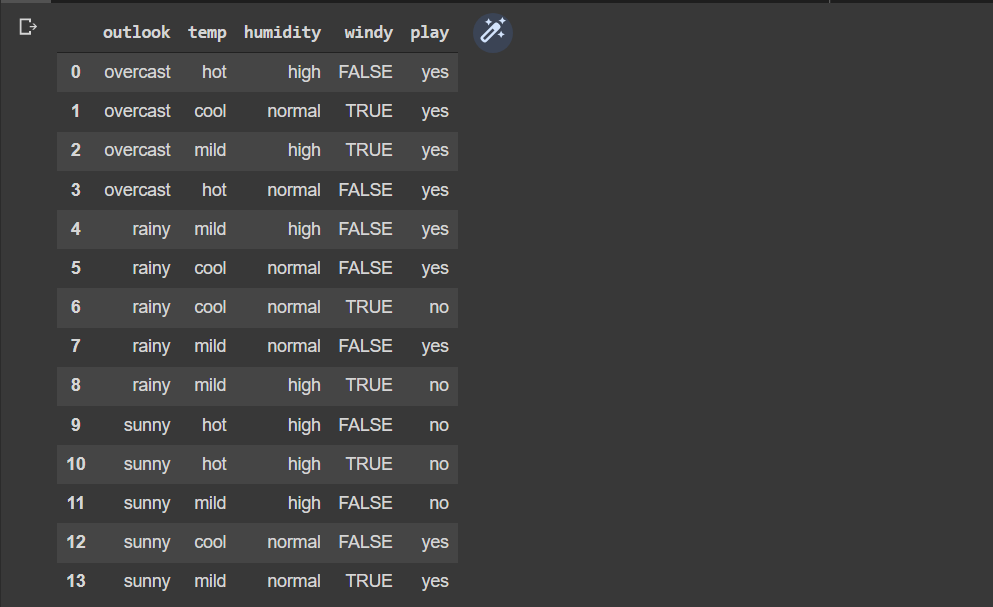 outlook temp humidity windy play
0 overcast hot high FALSE yes
1 overcast cool normal TRUE yes
2 overcast mild high TRUE yes
3 overcast hot normal FALSE yes
4 rainy mild high FALSE yes
5 rainy cool normal FALSE yes
6 rainy cool normal TRUE no
7 rainy mild normal FALSE yes
8 rainy mild high TRUE no
9 sunny hot high FALSE no
10 sunny hot high TRUE no
11 sunny mild high FALSE no
12 sunny cool normal FALSE yes
13 sunny mild normal TRUE yes